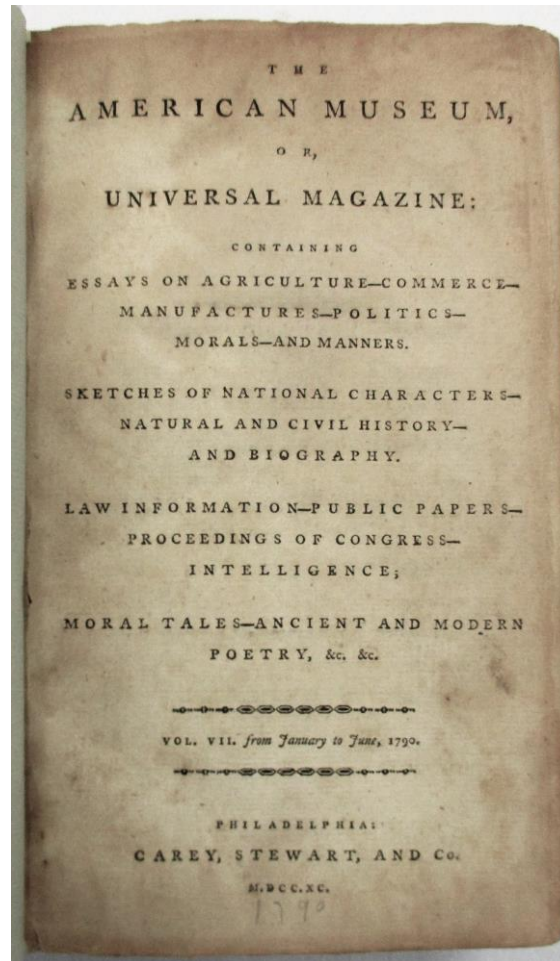 THE
AMERICAN MUSEUM,
OR,
UNIVERSAL MAGAZINE:
CONTAINING
ESSAYS ON AGRICULTURE—COMMERCE—
MANUFACTURES—POLITICS—
MORALS—AND MANNERS.
SKETCHES OF NATIONAL CHARACTERS—
NATURAL AND CIVIL HISTORY—
AND BIOGRAPHY.
LAW INFORMATION—PUBLIC PAPERS—
PROCEEDINGS OF CONGRESS—
INTELLIGENCE;
MORAL TALES—ANCIENT AND MODERN
POETRY, &c. &c.
VOL. VII. from January to June, 1790.
PHILADELPHIA:
CAREY, STEWART, AND Co.
M.DCC.XC.
1790